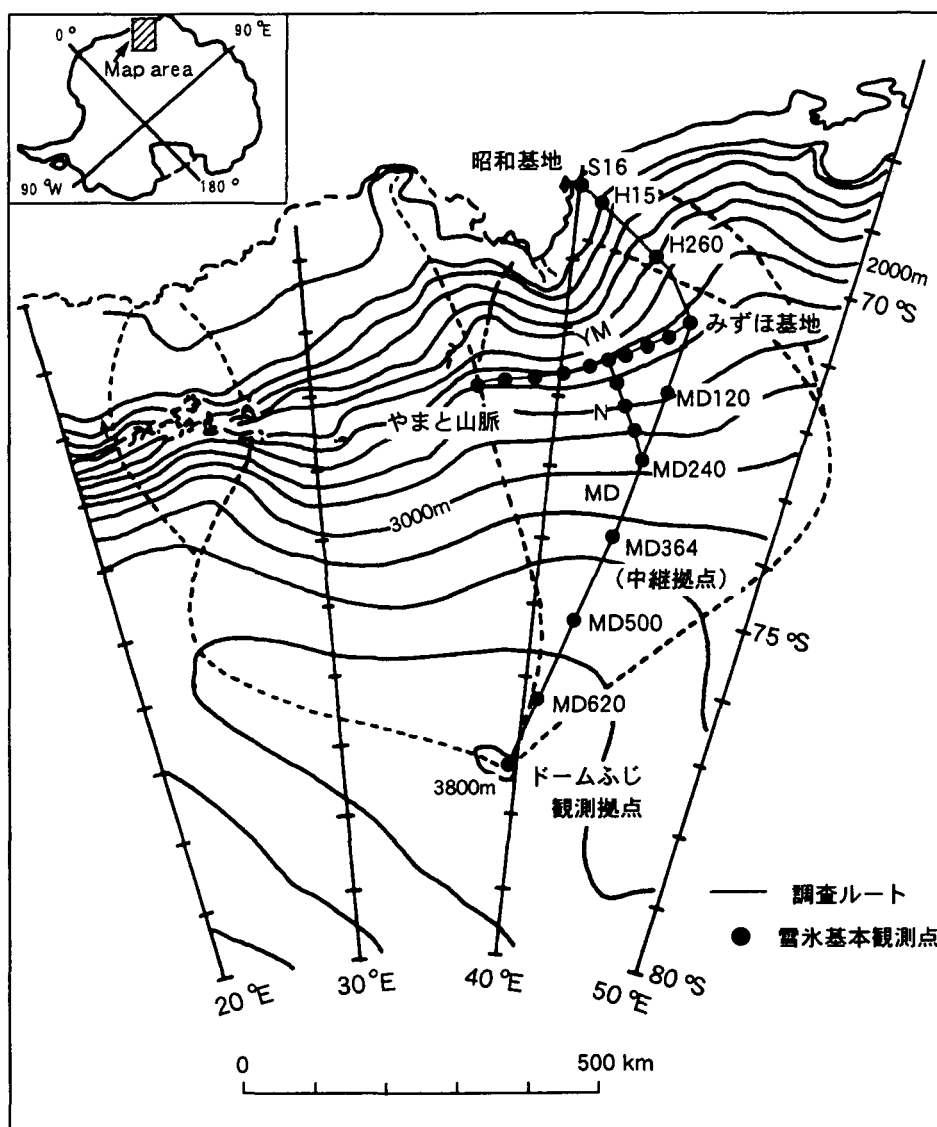 0°
90°E
Map area
90°W
180°
昭和基地
S16
H15
H260
2000m
70°S
みずほ基地
YM
やまと山脈
N
MD120
MD240
MD
3000m
MD364
(中継拠点)
MD500
75°S
MD620
3800m
ドームふじ
観測拠点
調査ルート
雪氷基本観測点
20°E
30°E
40°E
50°E
80°S
0
500 km